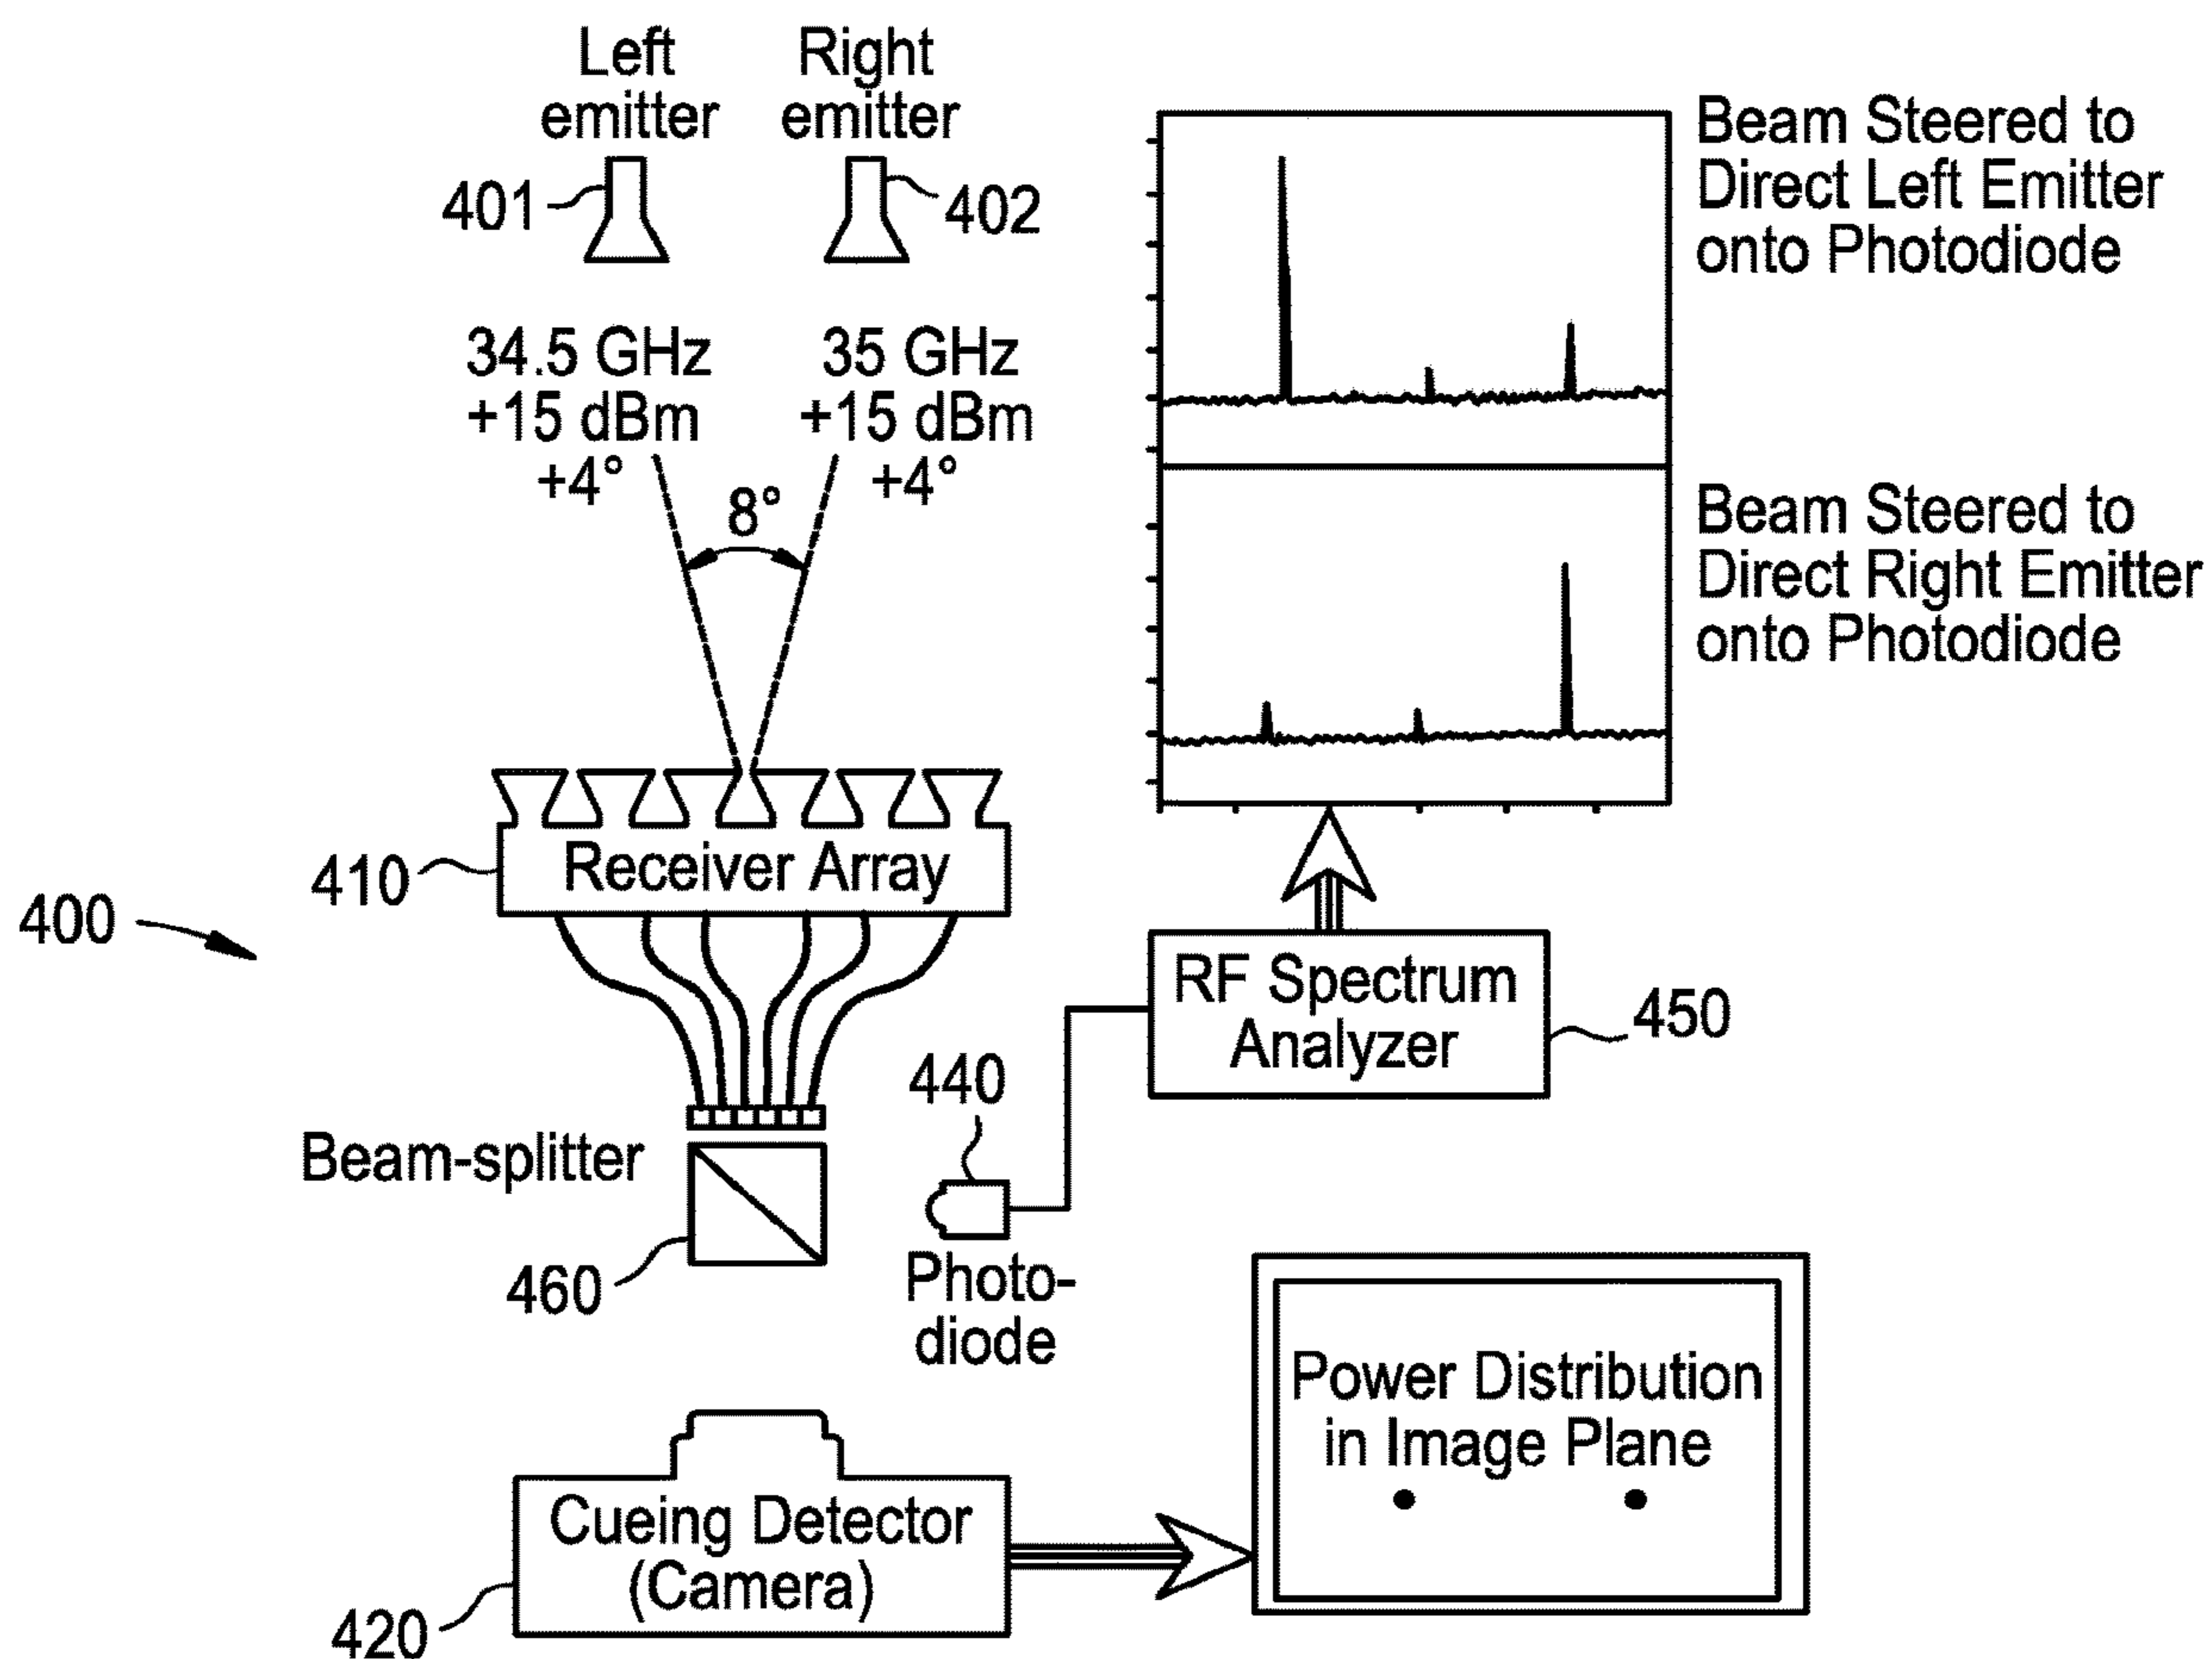 Left
emitter
Right
emitter
401
402
34.5 GHz
+15 dBm
+4°
35 GHz
+15 dBm
+4°
8°
Beam Steered to
Direct Left Emitter
onto Photodiode
Beam Steered to
Direct Right Emitter
onto Photodiode
410
Receiver Array
400
RF Spectrum
Analyzer
450
440
Beam-splitter
460
Photo-
diode
Power Distribution
in Image Plane
Cueing Detector
(Camera)
420